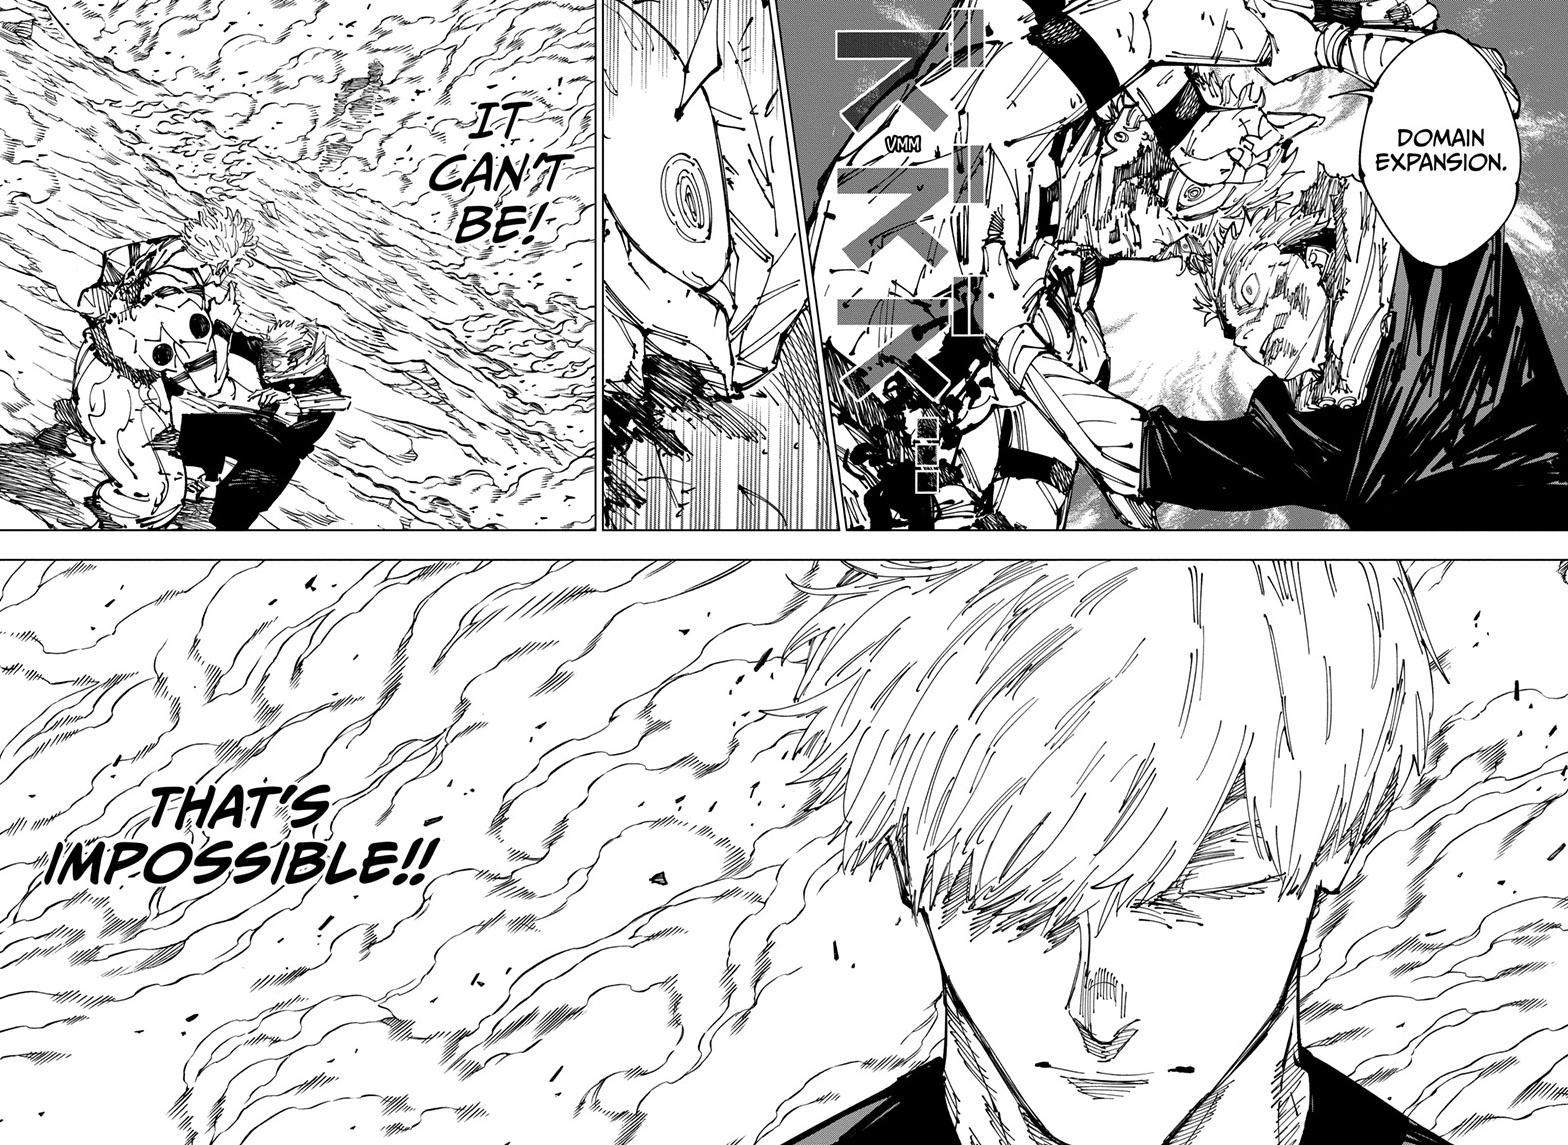 DOMAIN
EXPANSION.
VMM
IT
CAN'T
BE!
THAT'S
IMPOSSIBLE!!